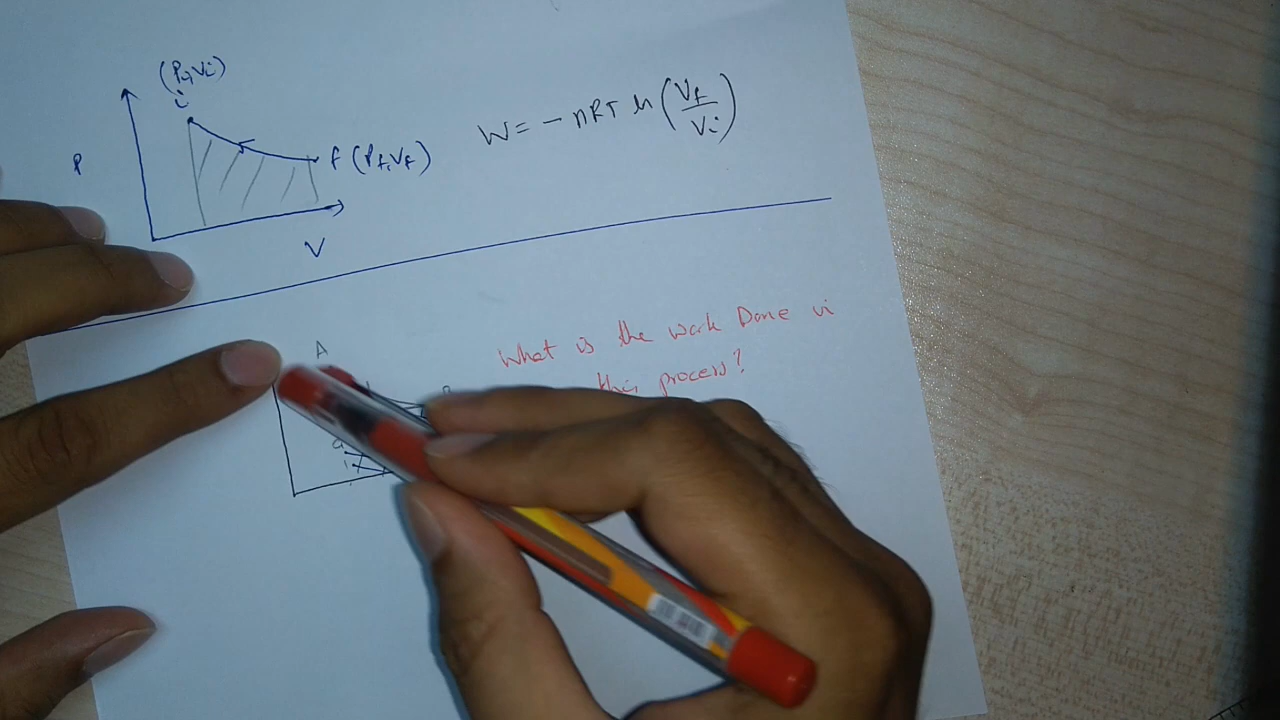 (Pi,Vi)
i
P
f (Pf,Vf)
V
W = - nRT ln (Vf/Vi)
A
What is the work Done in
this process?